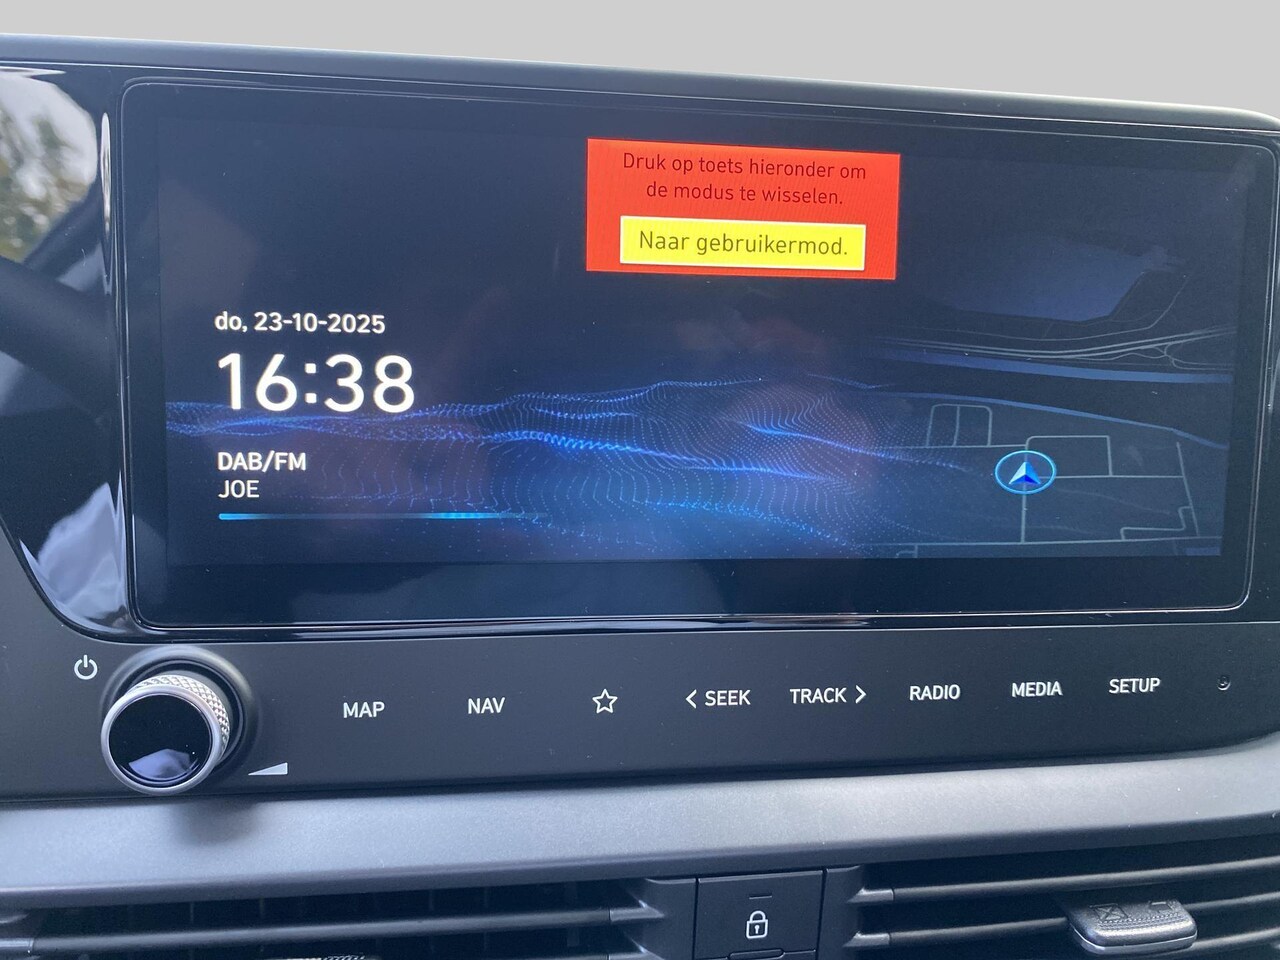 Druk op toets hieronder om
de modus te wisselen.
Naar gebruikermod.
do, 23-10-2025
16:38
DAB/FM
JOE
MAP
NAV
SEEK
TRACK
RADIO
MEDIA
SETUP